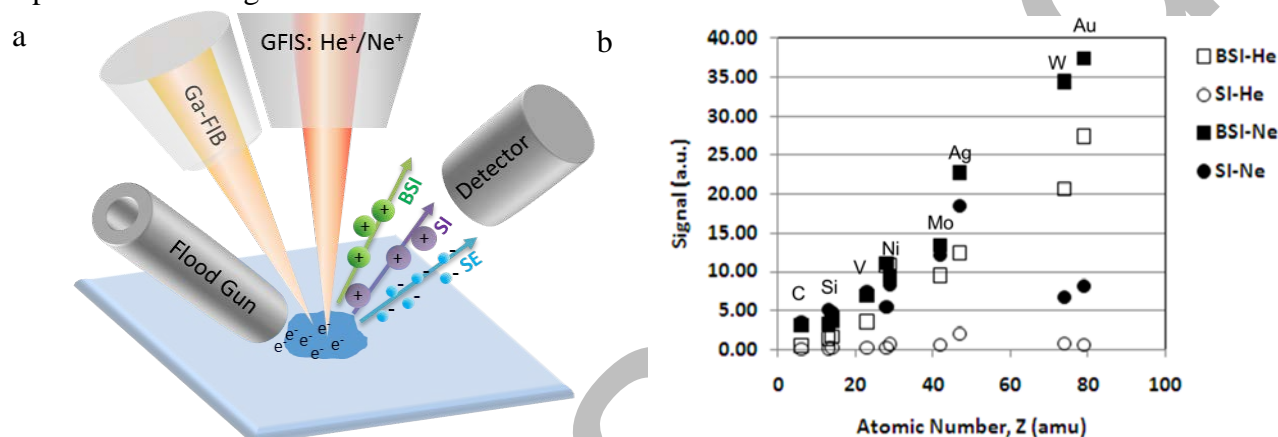 a
GFIS: He⁺/Ne⁺
Ga-FIB
Flood Gun
Detector
BSI
SI
SE
+
+
+
+
+
+
-
-
-
-
-
-
-
e⁻
e⁻
e⁻
e⁻
e⁻
e⁻
b
40.00
35.00
30.00
25.00
20.00
15.00
10.00
5.00
0.00
Signal (a.u.)
C
Si
V
Ni
Mo
Ag
W
Au
0 20 40 60 80 100
Atomic Number, Z (amu)
BSI-He
SI-He
BSI-Ne
SI-Ne